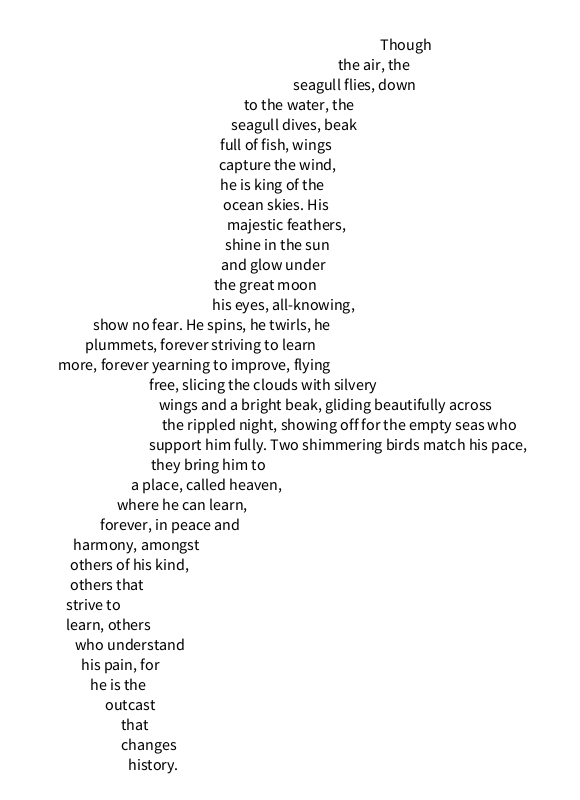 Though
the air, the
seagull flies, down
to the water, the
seagull dives, beak
full of fish, wings
capture the wind,
he is king of the
ocean skies. His
majestic feathers,
shine in the sun
and glow under
the great moon
his eyes, all-knowing,
show no fear. He spins, he twirls, he
plummets, forever striving to learn
more, forever yearning to improve, flying
free, slicing the clouds with silvery
wings and a bright beak, gliding beautifully across
the rippled night, showing off for the empty seas who
support him fully. Two shimmering birds match his pace,
they bring him to
a place, called heaven,
where he can learn,
forever, in peace and
harmony, amongst
others of his kind,
others that
strive to
learn, others
who understand
his pain, for
he is the
outcast
that
changes
history.